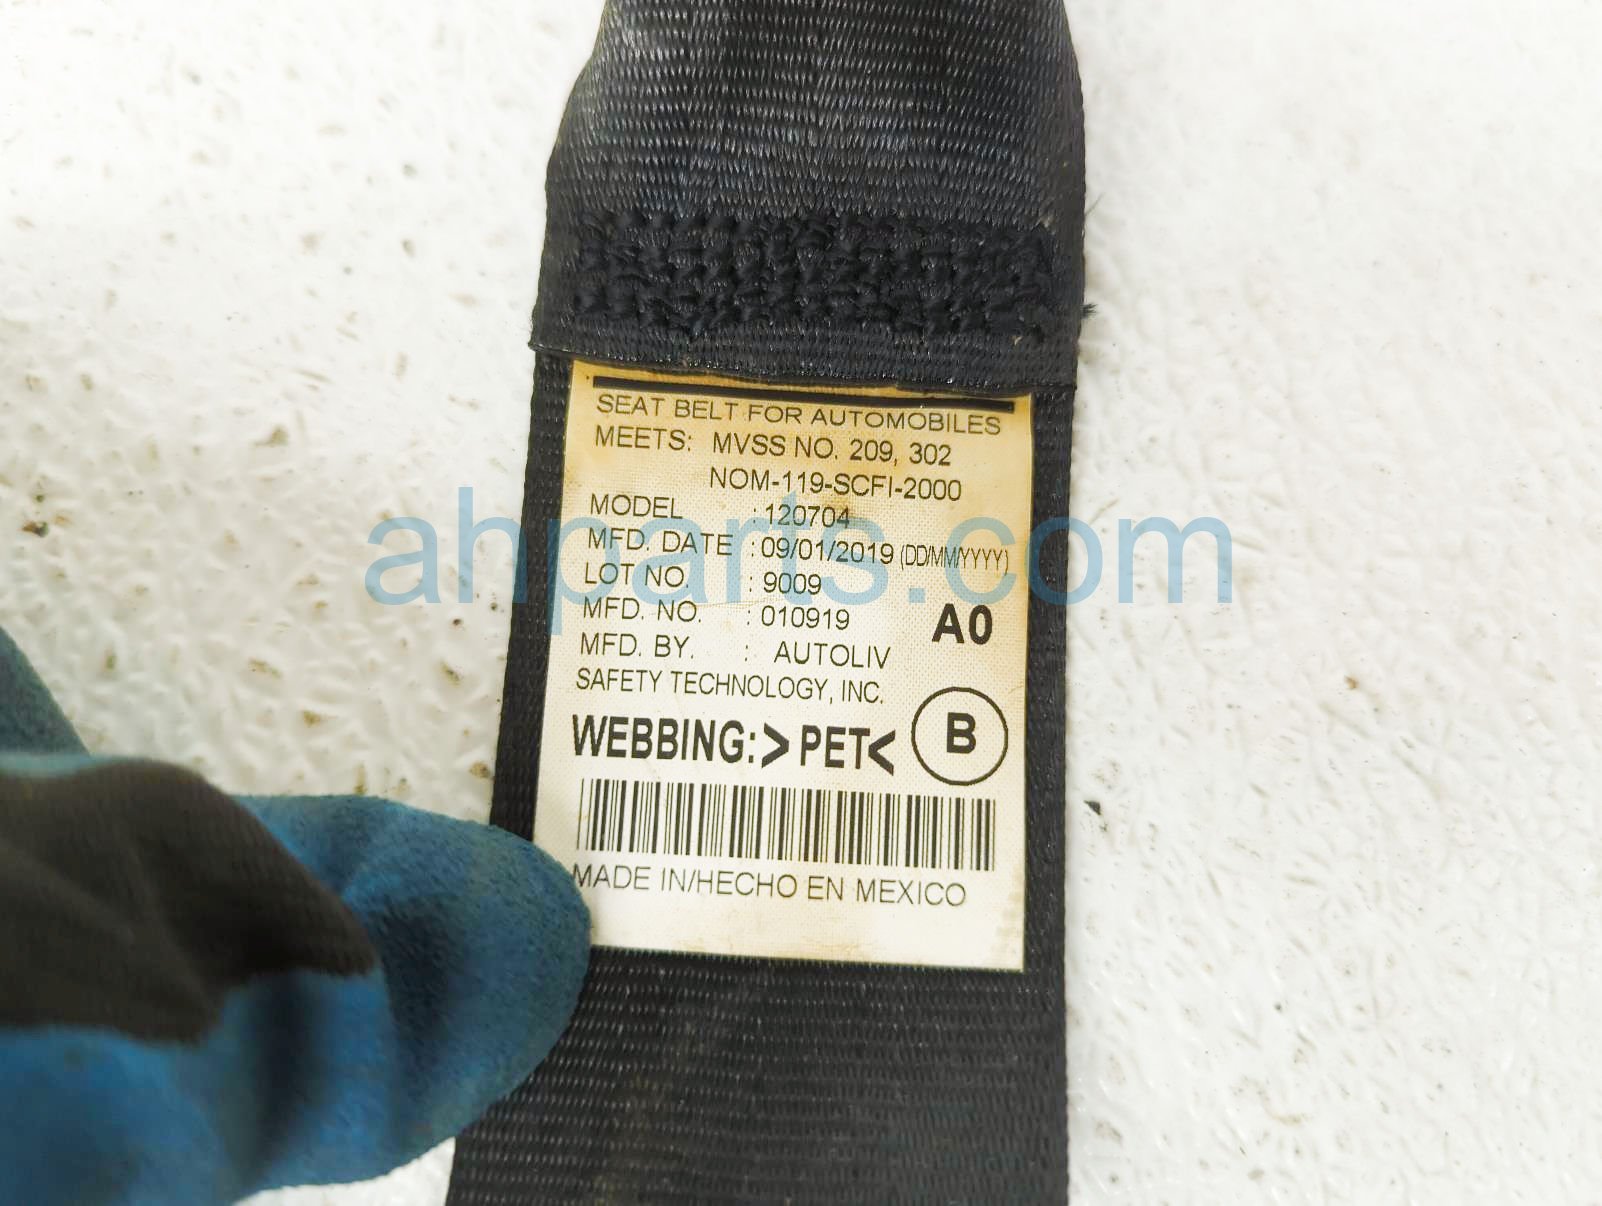 SEAT BELT FOR AUTOMOBILES
MEETS: MVSS NO. 209, 302
NOM-119-SCFI-2000
MODEL : 120704
MFD. DATE : 09/01/2019 (DD/MM/YYYY)
LOT NO. : 9009
MFD. NO. : 010919
A0
MFD. BY. : AUTOLIV
SAFETY TECHNOLOGY, INC.
WEBBING:>PET<
B
MADE IN/HECHO EN MEXICO
ahparts.com